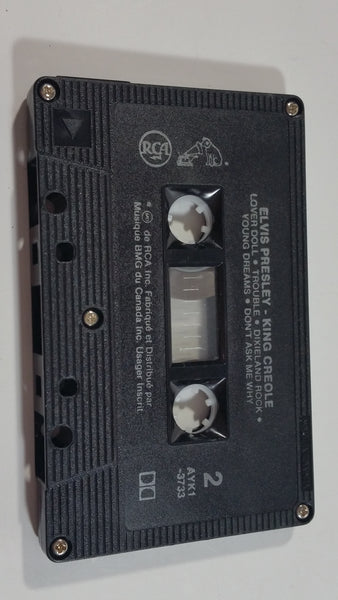 ELVIS PRESLEY - KING CREOLE
LOVER DOLL • TROUBLE • DIXIELAND ROCK •
YOUNG DREAMS • DON'T ASK ME WHY
RCA
2
AYK1
-3733
de RCA Inc. Fabriqué et Distribué par
Musique BMG du Canada Inc. Usager Inscrit.